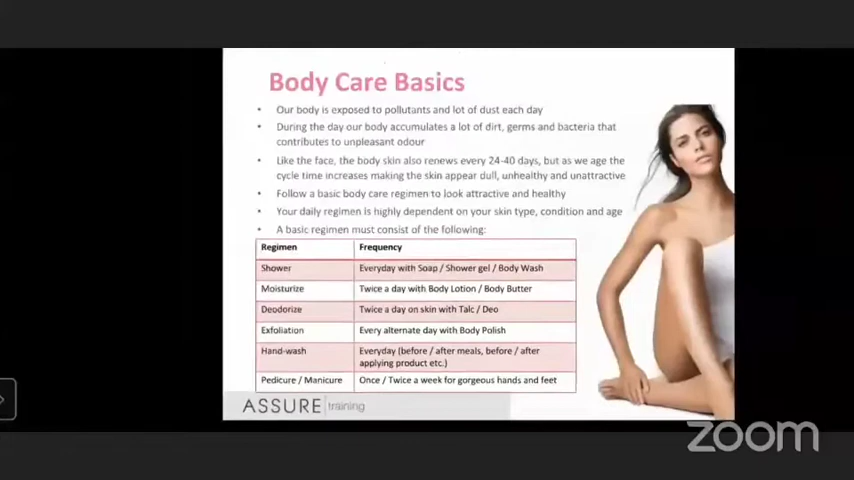 Body Care Basics
• Our body is exposed to pollutants and lot of dust each day
• During the day our body accumulates a lot of dirt, germs and bacteria that
contributes to unpleasant odour
• Like the face, the body skin also renews every 24-40 days, but as we age the
cycle time increases making the skin appear dull, unhealthy and unattractive
• Follow a basic body care regimen to look attractive and healthy
• Your daily regimen is highly dependent on your skin type, condition and age
• A basic regimen must consist of the following:
Regimen Frequency
Shower Everyday with Soap / Shower gel / Body Wash
Moisturize Twice a day with Body Lotion / Body Butter
Deodorize Twice a day on skin with Talc / Deo
Exfoliation Every alternate day with Body Polish
Hand-wash Everyday (before / after meals, before / after
applying product etc.)
Pedicure / Manicure Once / Twice a week for gorgeous hands and feet
ASSURE training
zoom